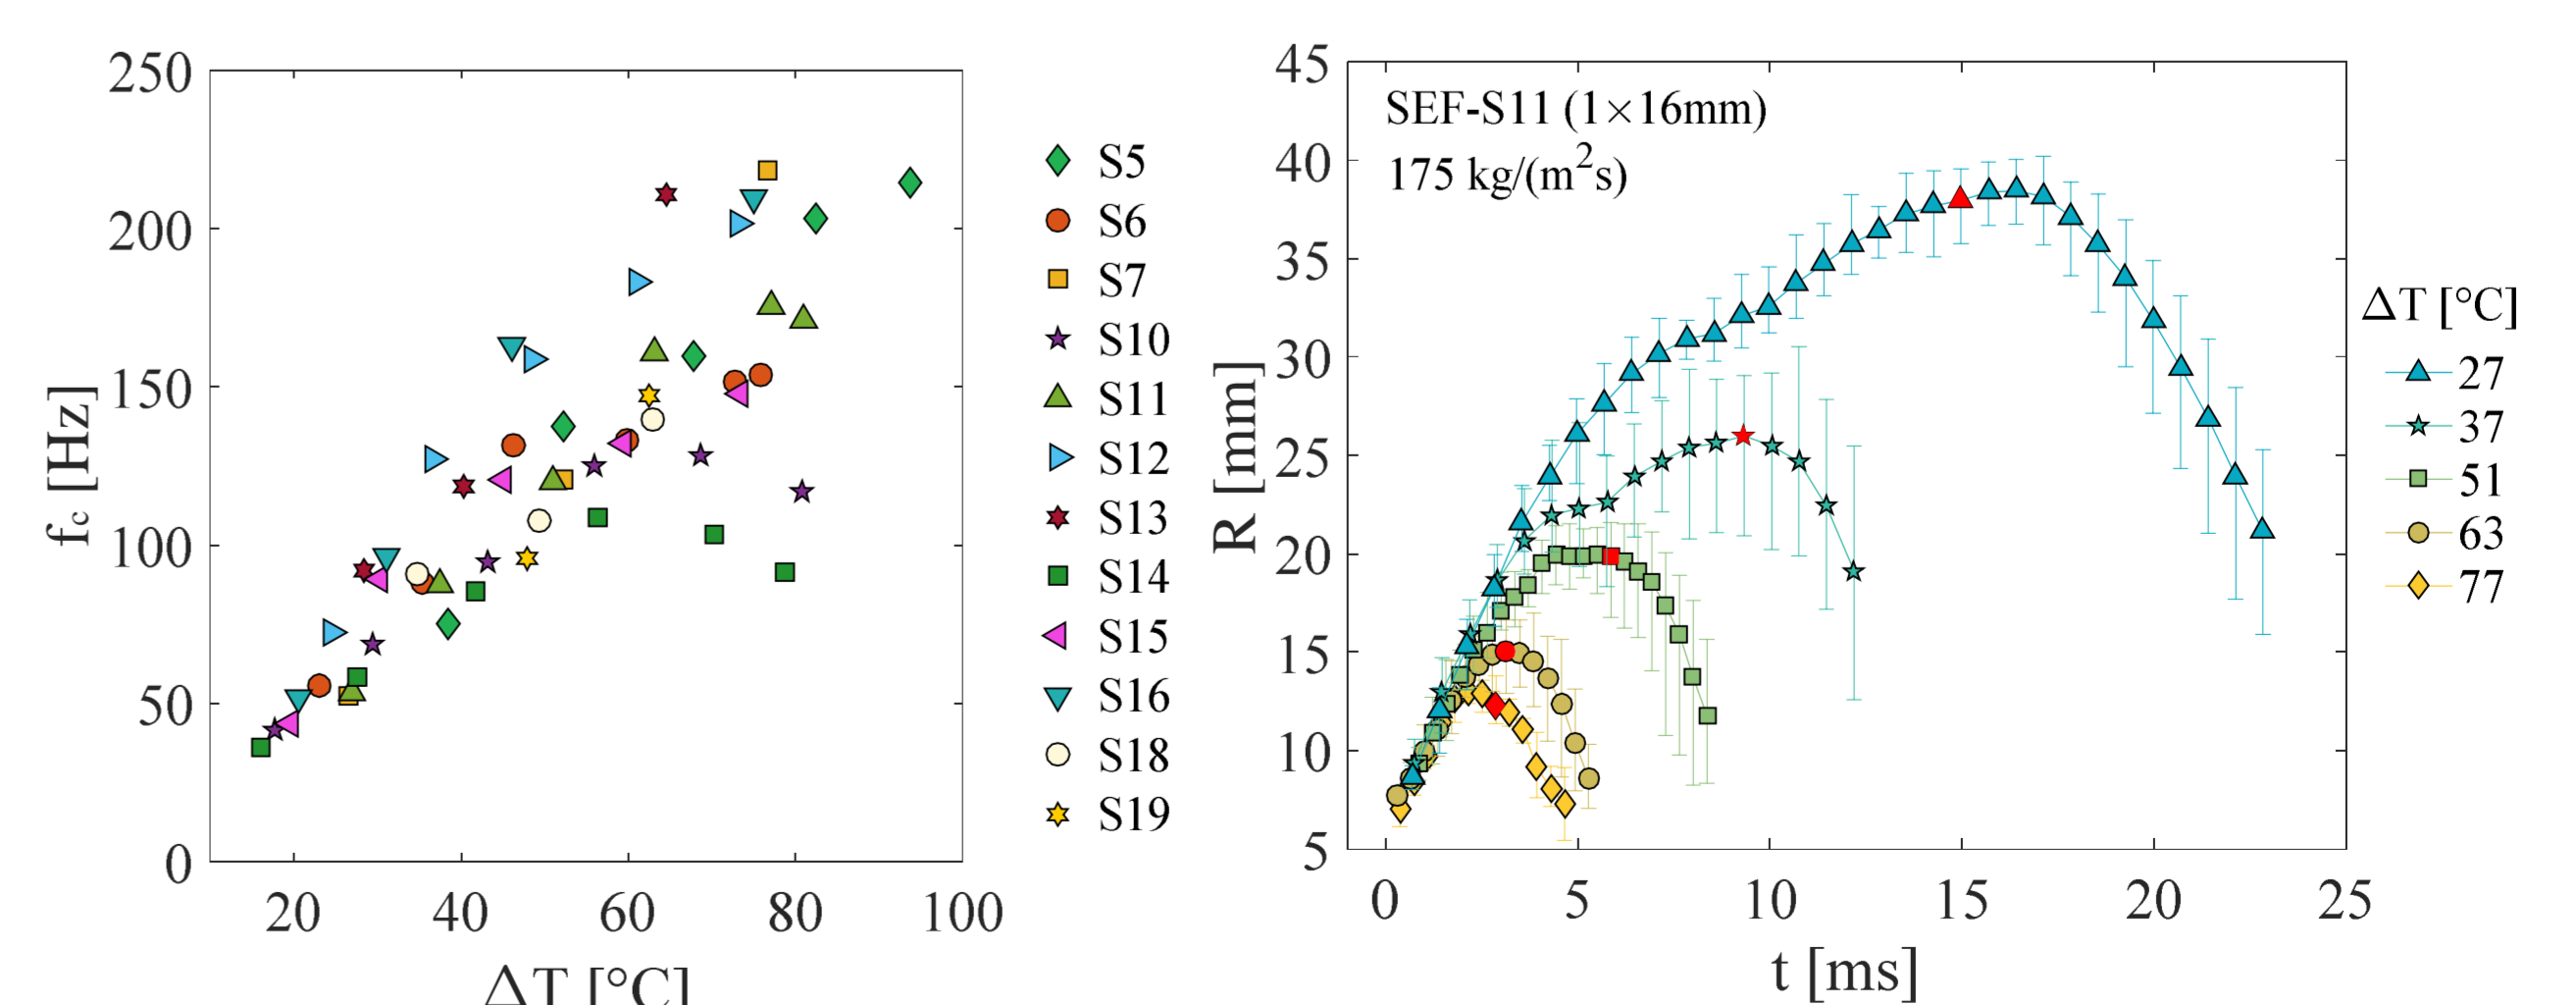 250
200
150
100
50
0
f_c [Hz]
20 40 60 80 100
ΔT [°C]
S5
S6
S7
S10
S11
S12
S13
S14
S15
S16
S18
S19
45
40
35
30
25
20
15
10
5
R [mm]
SEF-S11 (1×16mm)
175 kg/(m²s)
0 5 10 15 20 25
t [ms]
ΔT [°C]
27
37
51
63
77